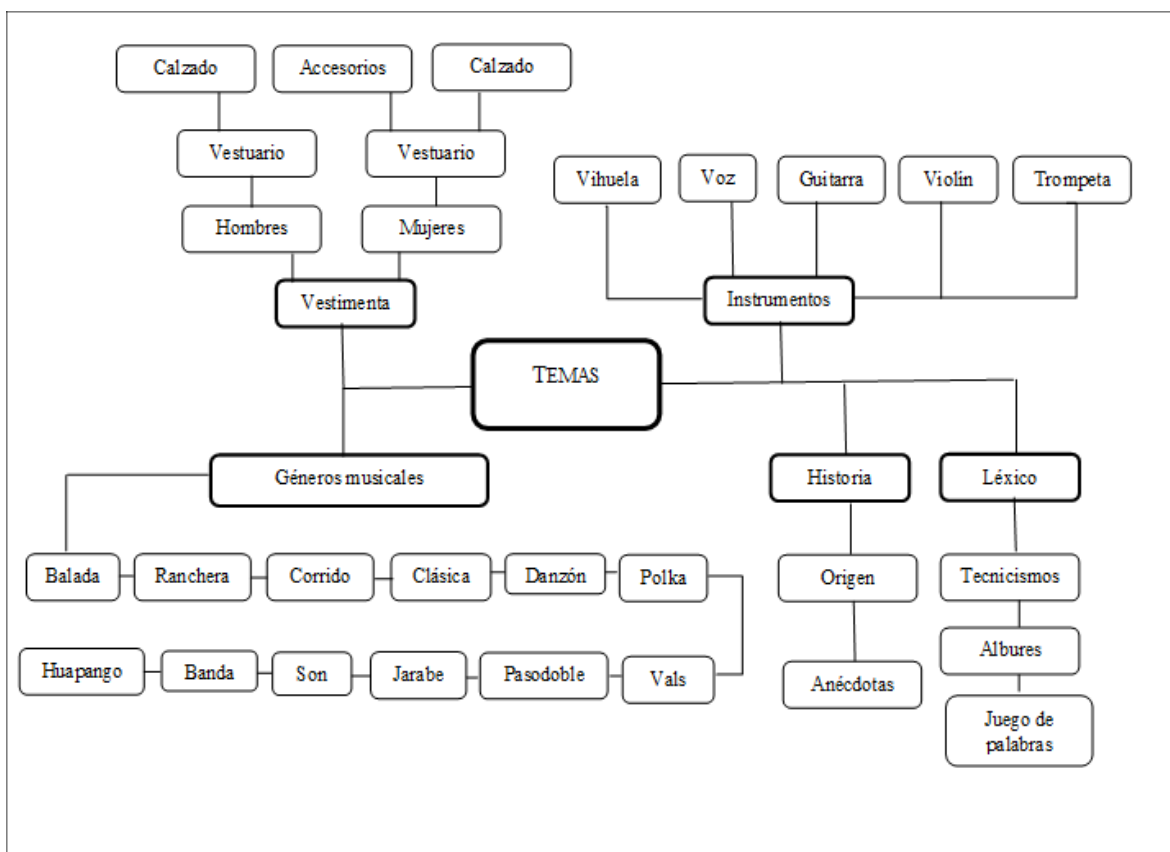 Calzado
Accesorios
Calzado
Vestuario
Vestuario
Vihuela
Voz
Guitarra
Violín
Trompeta
Hombres
Mujeres
Vestimenta
Instrumentos
TEMAS
Géneros musicales
Historia
Léxico
Balada
Ranchera
Corrido
Clásica
Danzón
Polka
Origen
Tecnicismos
Huapango
Banda
Son
Jarabe
Pasodoble
Vals
Anécdotas
Albures
Juego de
palabras